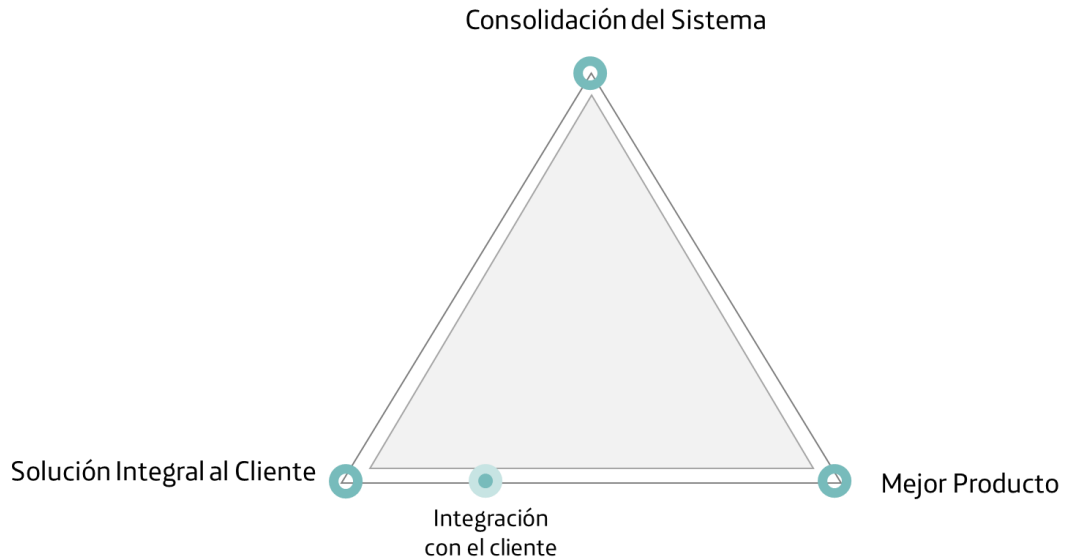 Consolidación del Sistema
Solución Integral al Cliente
Mejor Producto
Integración
con el cliente